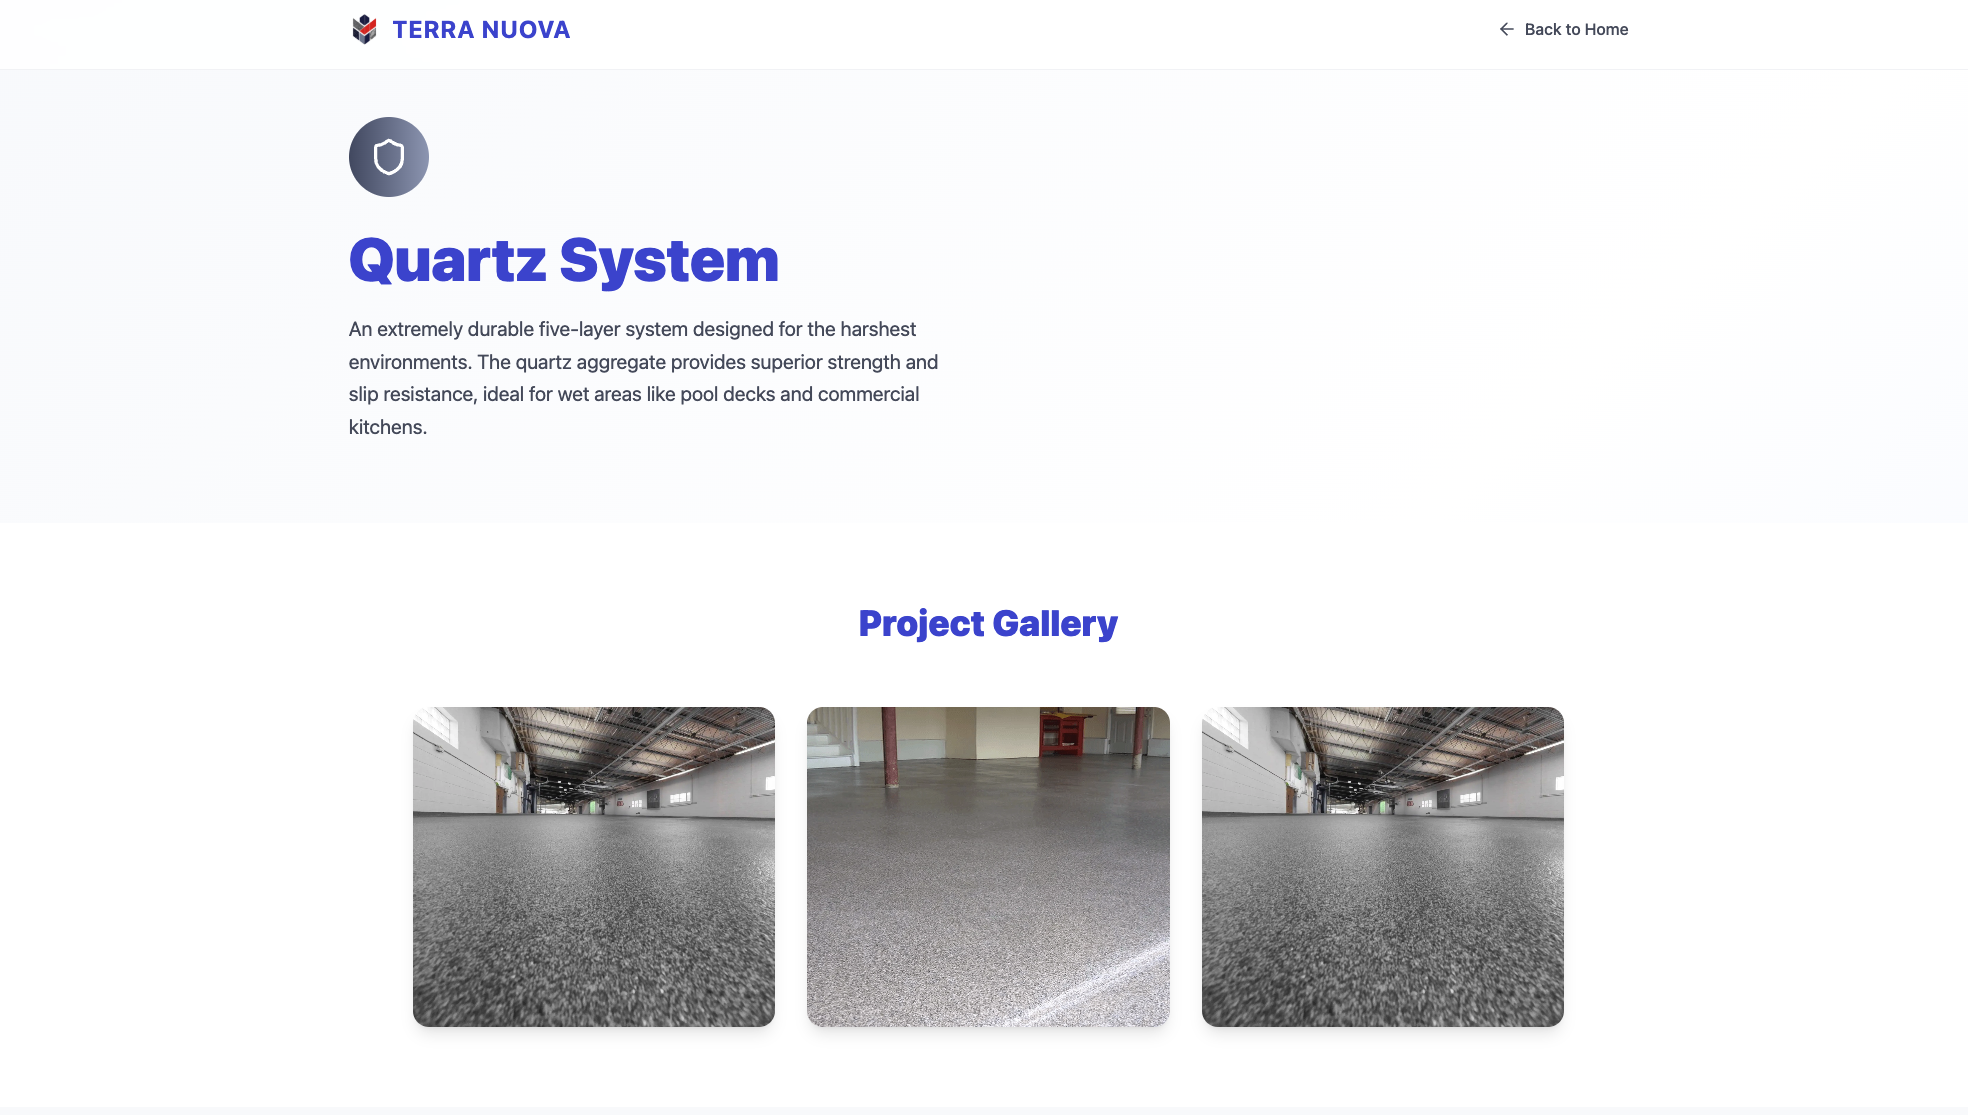 TERRA NUOVA
Back to Home
Quartz System
An extremely durable five-layer system designed for the harshest
environments. The quartz aggregate provides superior strength and
slip resistance, ideal for wet areas like pool decks and commercial
kitchens.
Project Gallery